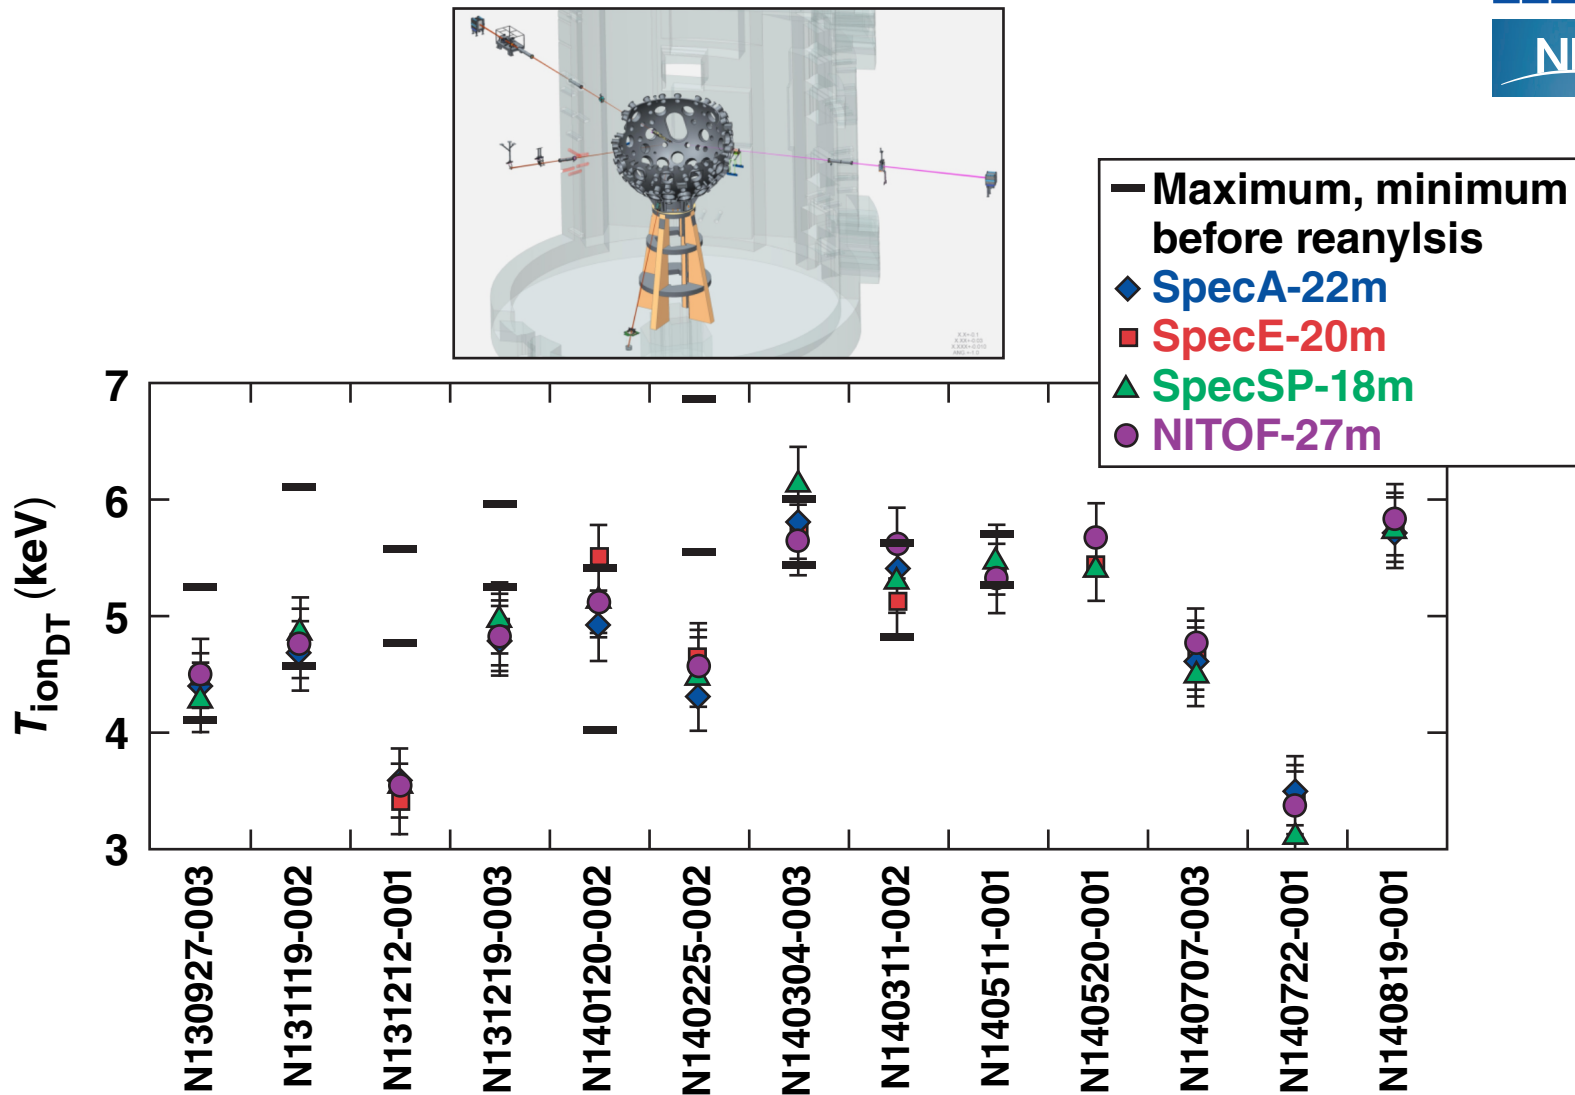 NI
Maximum, minimum
before reanylsis
SpecA-22m
SpecE-20m
SpecSP-18m
NITOF-27m
7
6
5
4
3
TionDT (keV)
N130927-003
N131119-002
N131212-001
N131219-003
N140120-002
N140225-002
N140304-003
N140311-002
N140511-001
N140520-001
N140707-003
N140722-001
N140819-001